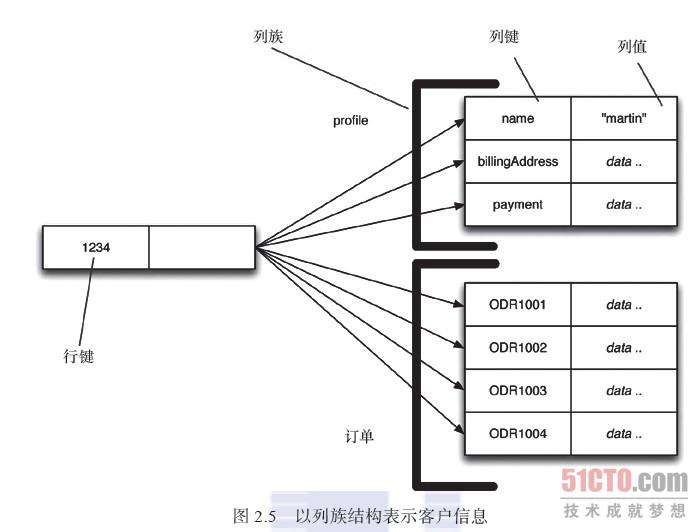 列族
列键
列值
profile
name
"martin"
billingAddress
data ..
payment
data ..
1234
行键
ODR1001
data ..
ODR1002
data ..
ODR1003
data ..
ODR1004
data ..
订单
51CTO.com
技术成就梦想
图 2.5 以列族结构表示客户信息